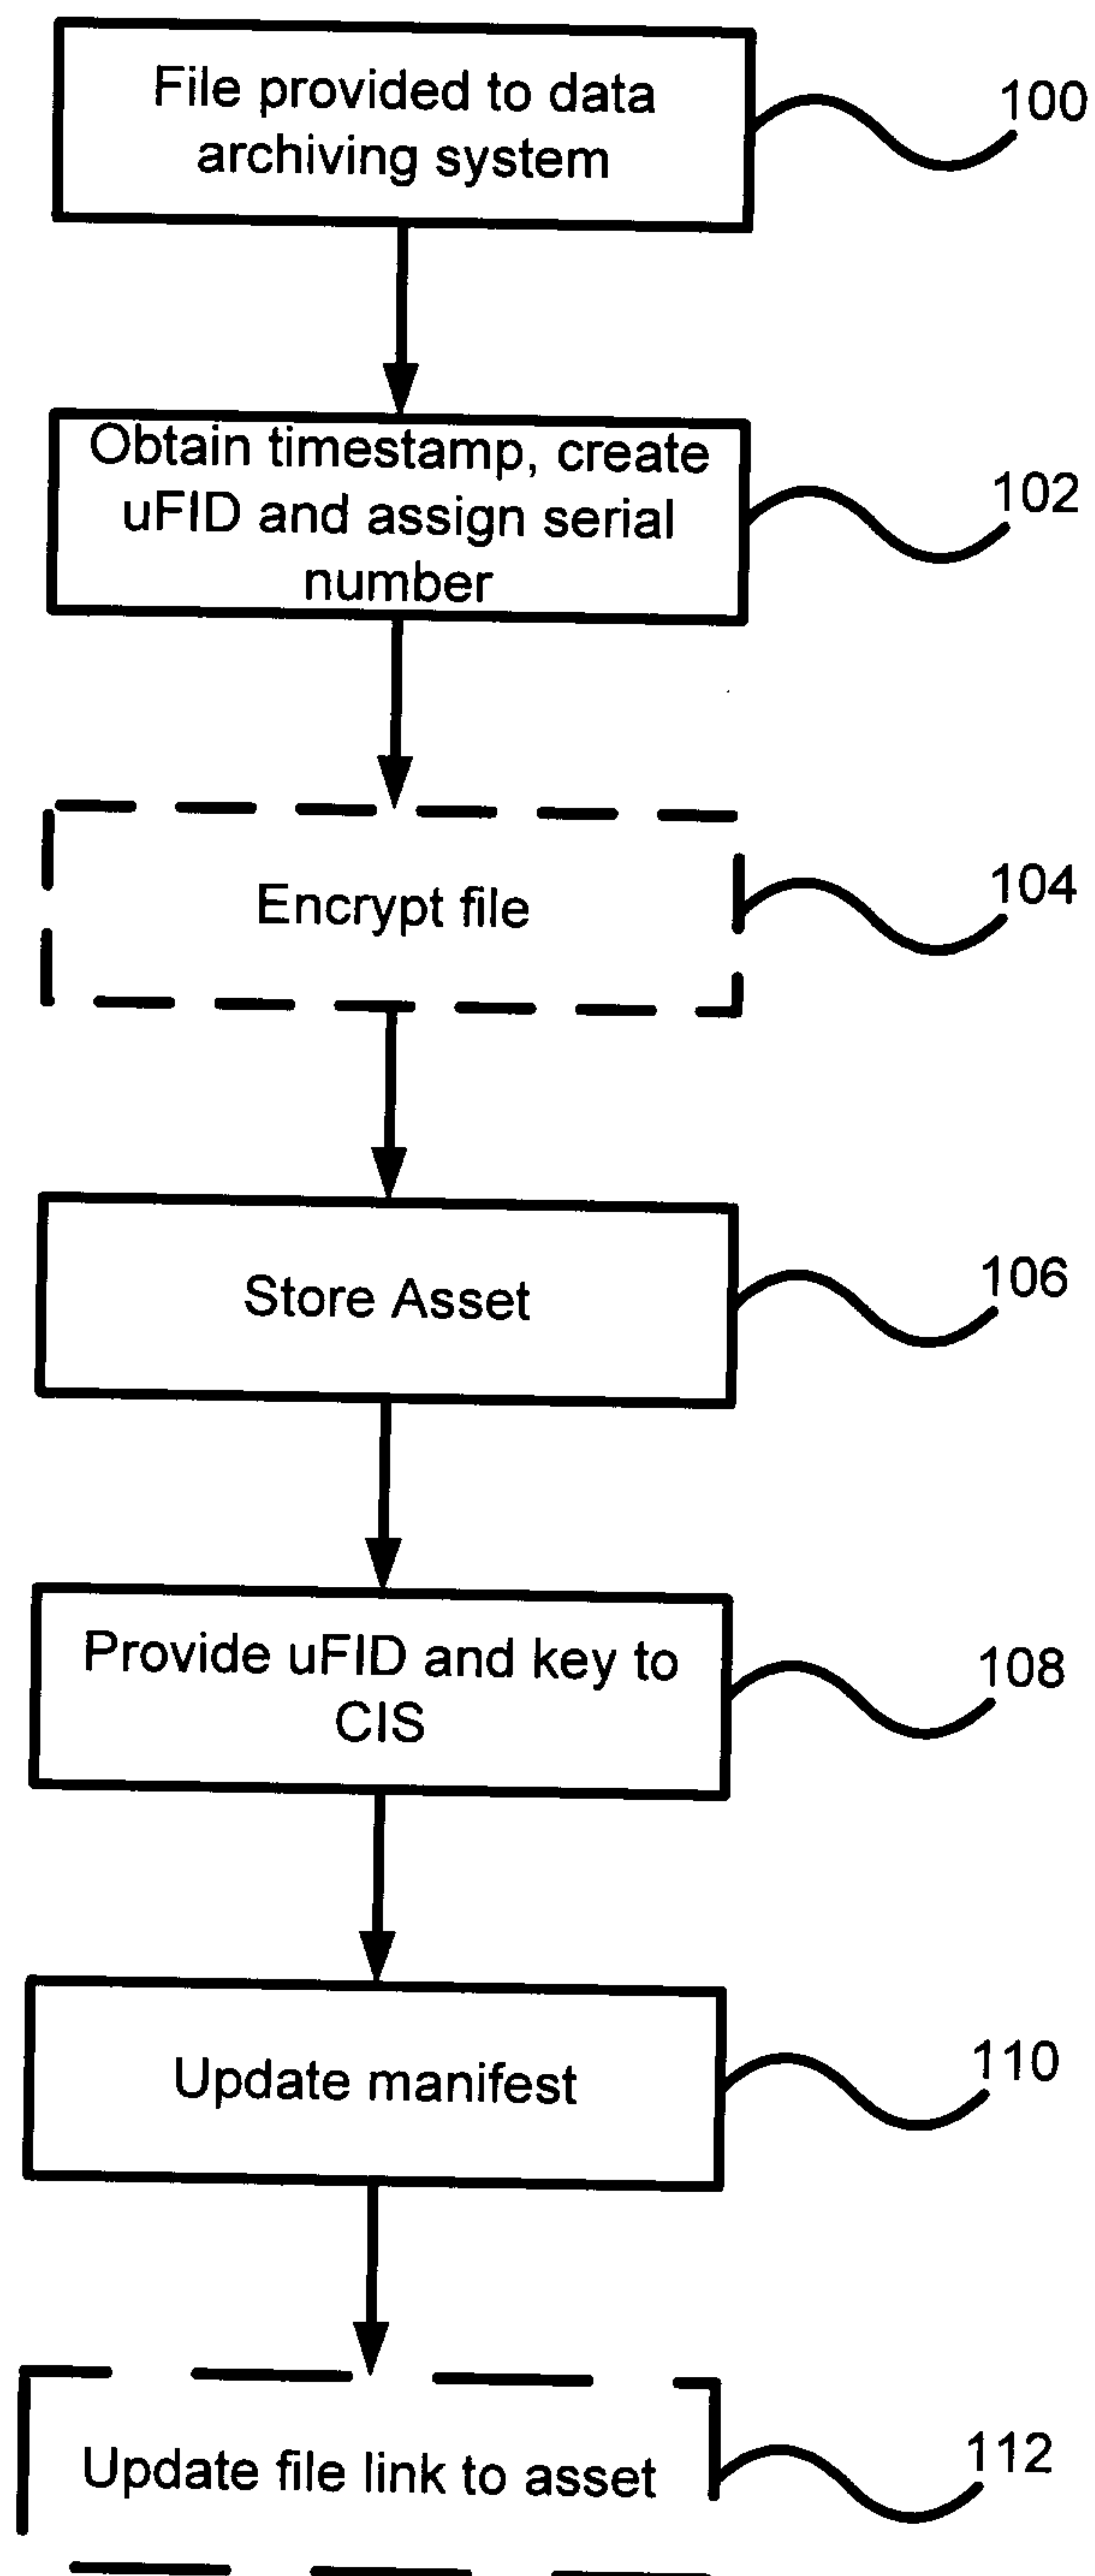 File provided to data
archiving system
100
Obtain timestamp, create
uFID and assign serial
number
102
Encrypt file
104
Store Asset
106
Provide uFID and key to
CIS
108
Update manifest
110
Update file link to asset
112